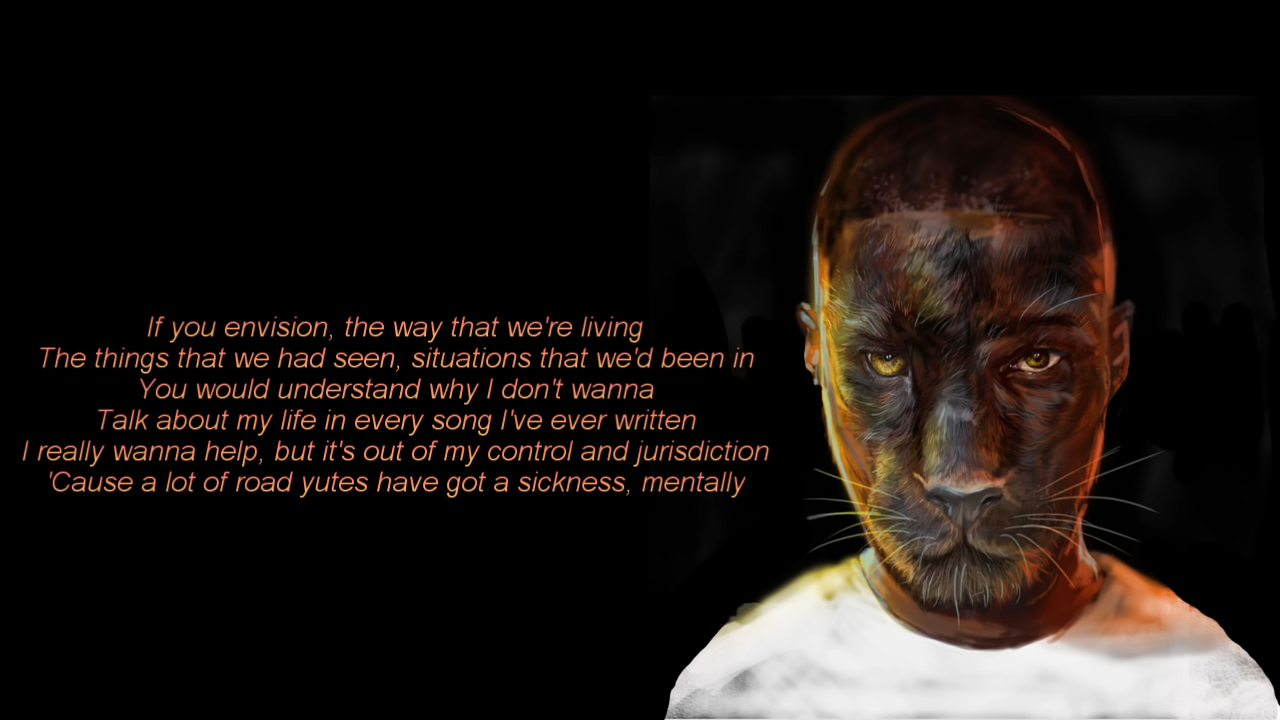 If you envision, the way that we're living
The things that we had seen, situations that we'd been in
You would understand why I don't wanna
Talk about my life in every song I've ever written
I really wanna help, but it's out of my control and jurisdiction
'Cause a lot of road yutes have got a sickness, mentally